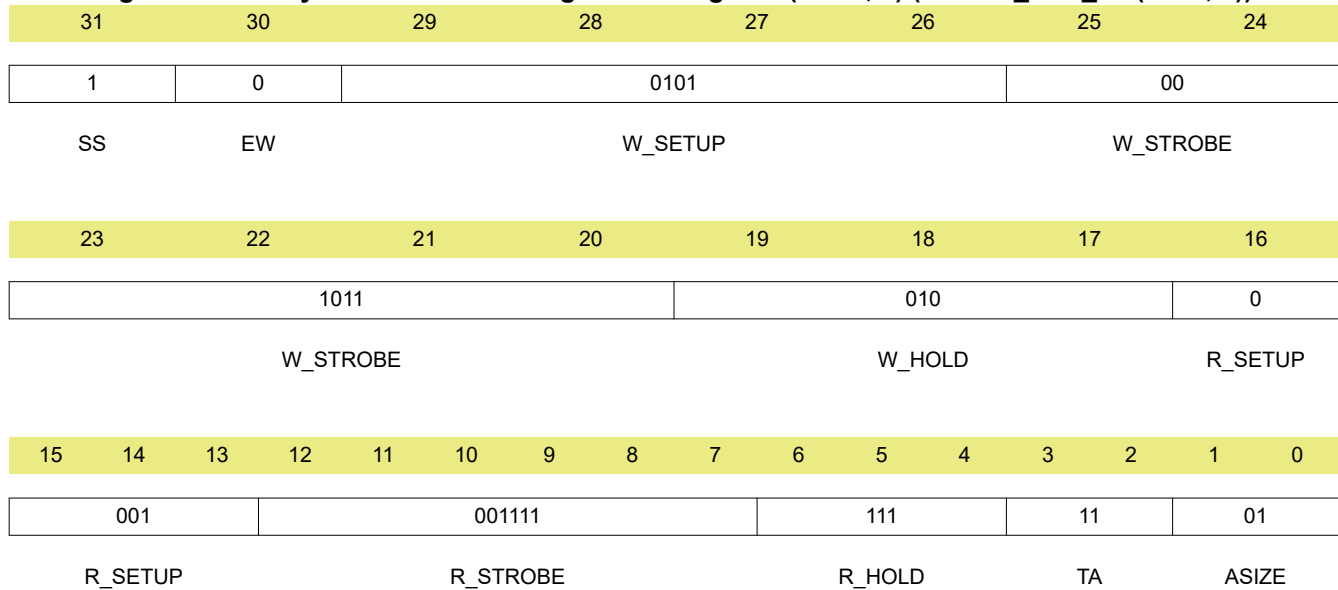 31 30 29 28 27 26 25 24
1 0 0101 00
SS EW W_SETUP W_STROBE
23 22 21 20 19 18 17 16
1011 010 0
W_STROBE W_HOLD R_SETUP
15 14 13 12 11 10 9 8 7 6 5 4 3 2 1 0
001 001111 111 11 01
R_SETUP R_STROBE R_HOLD TA ASIZE